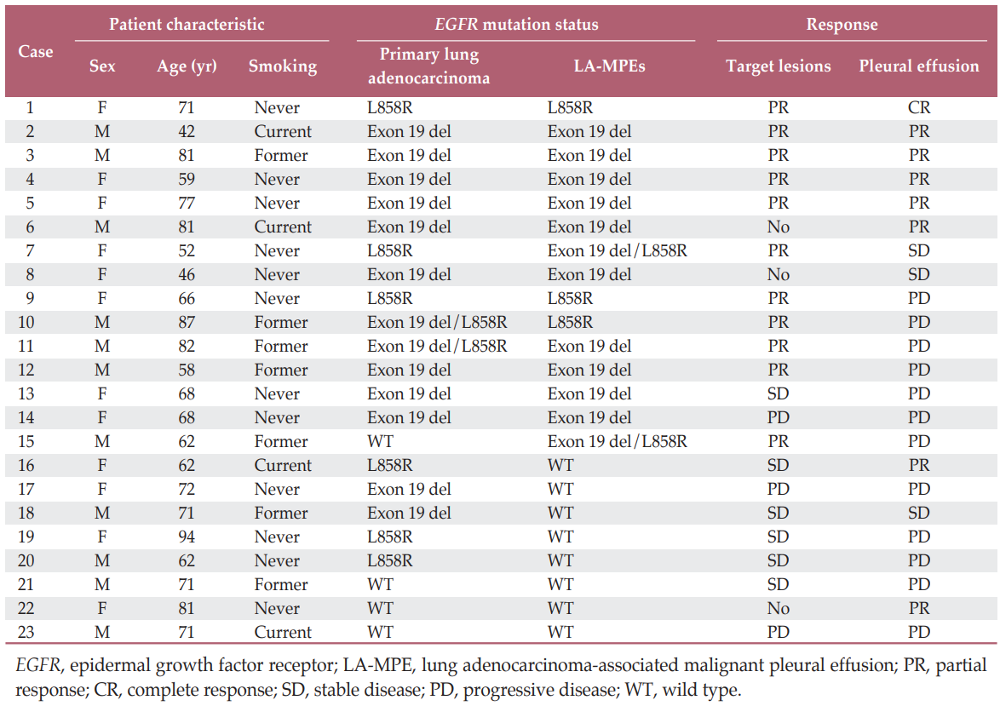 Case Patient characteristic EGFR mutation status Response
Sex Age (yr) Smoking Primary lung adenocarcinoma LA-MPEs Target lesions Pleural effusion
1 F 71 Never L858R L858R PR CR
2 M 42 Current Exon 19 del Exon 19 del PR PR
3 M 81 Former Exon 19 del Exon 19 del PR PR
4 F 59 Never Exon 19 del Exon 19 del PR PR
5 F 77 Never Exon 19 del Exon 19 del PR PR
6 M 81 Current Exon 19 del Exon 19 del No PR
7 F 52 Never L858R Exon 19 del/L858R PR SD
8 F 46 Never Exon 19 del Exon 19 del No SD
9 F 66 Never L858R L858R PR PD
10 M 87 Former Exon 19 del/L858R L858R PR PD
11 M 82 Former Exon 19 del/L858R Exon 19 del PR PD
12 M 58 Former Exon 19 del Exon 19 del PR PD
13 F 68 Never Exon 19 del Exon 19 del SD PD
14 F 68 Never Exon 19 del Exon 19 del PD PD
15 M 62 Former WT Exon 19 del/L858R PR PD
16 F 62 Current L858R WT SD PR
17 F 72 Never Exon 19 del WT PD PD
18 M 71 Former Exon 19 del WT SD SD
19 F 94 Never L858R WT SD PD
20 M 62 Never L858R WT SD PD
21 M 71 Former WT WT SD PD
22 F 81 Never WT WT No PR
23 M 71 Current WT WT PD PD
EGFR, epidermal growth factor receptor; LA-MPE, lung adenocarcinoma-associated malignant pleural effusion; PR, partial
response; CR, complete response; SD, stable disease; PD, progressive disease; WT, wild type.